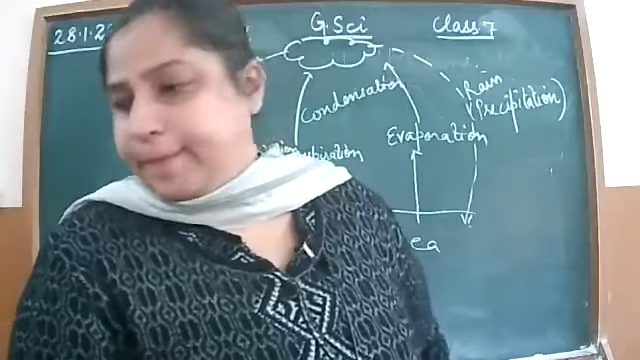 28.1.2 G.Sci Class 7
Condensation
Rain
(Precipitation)
Evaporation
ea